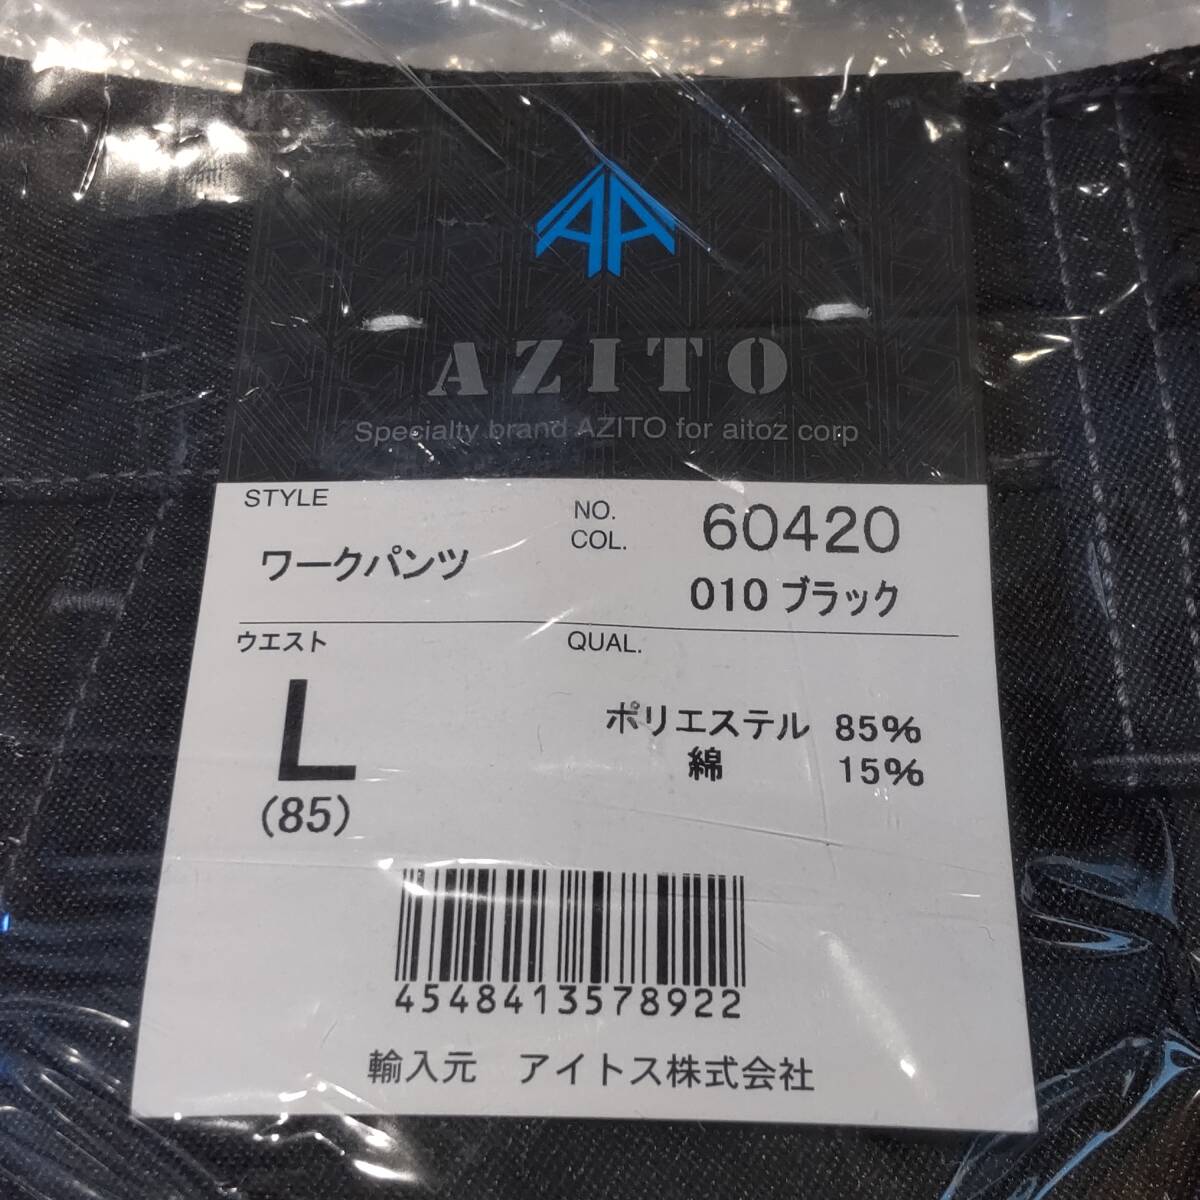 AZITO
Specialty brand AZITO for aitoz corp
STYLE
ワークパンツ
NO. 60420
COL. 010 ブラック
ウエスト
L
(85)
QUAL.
ポリエステル 85%
綿 15%
4548413578922
輸入元 アイトス株式会社